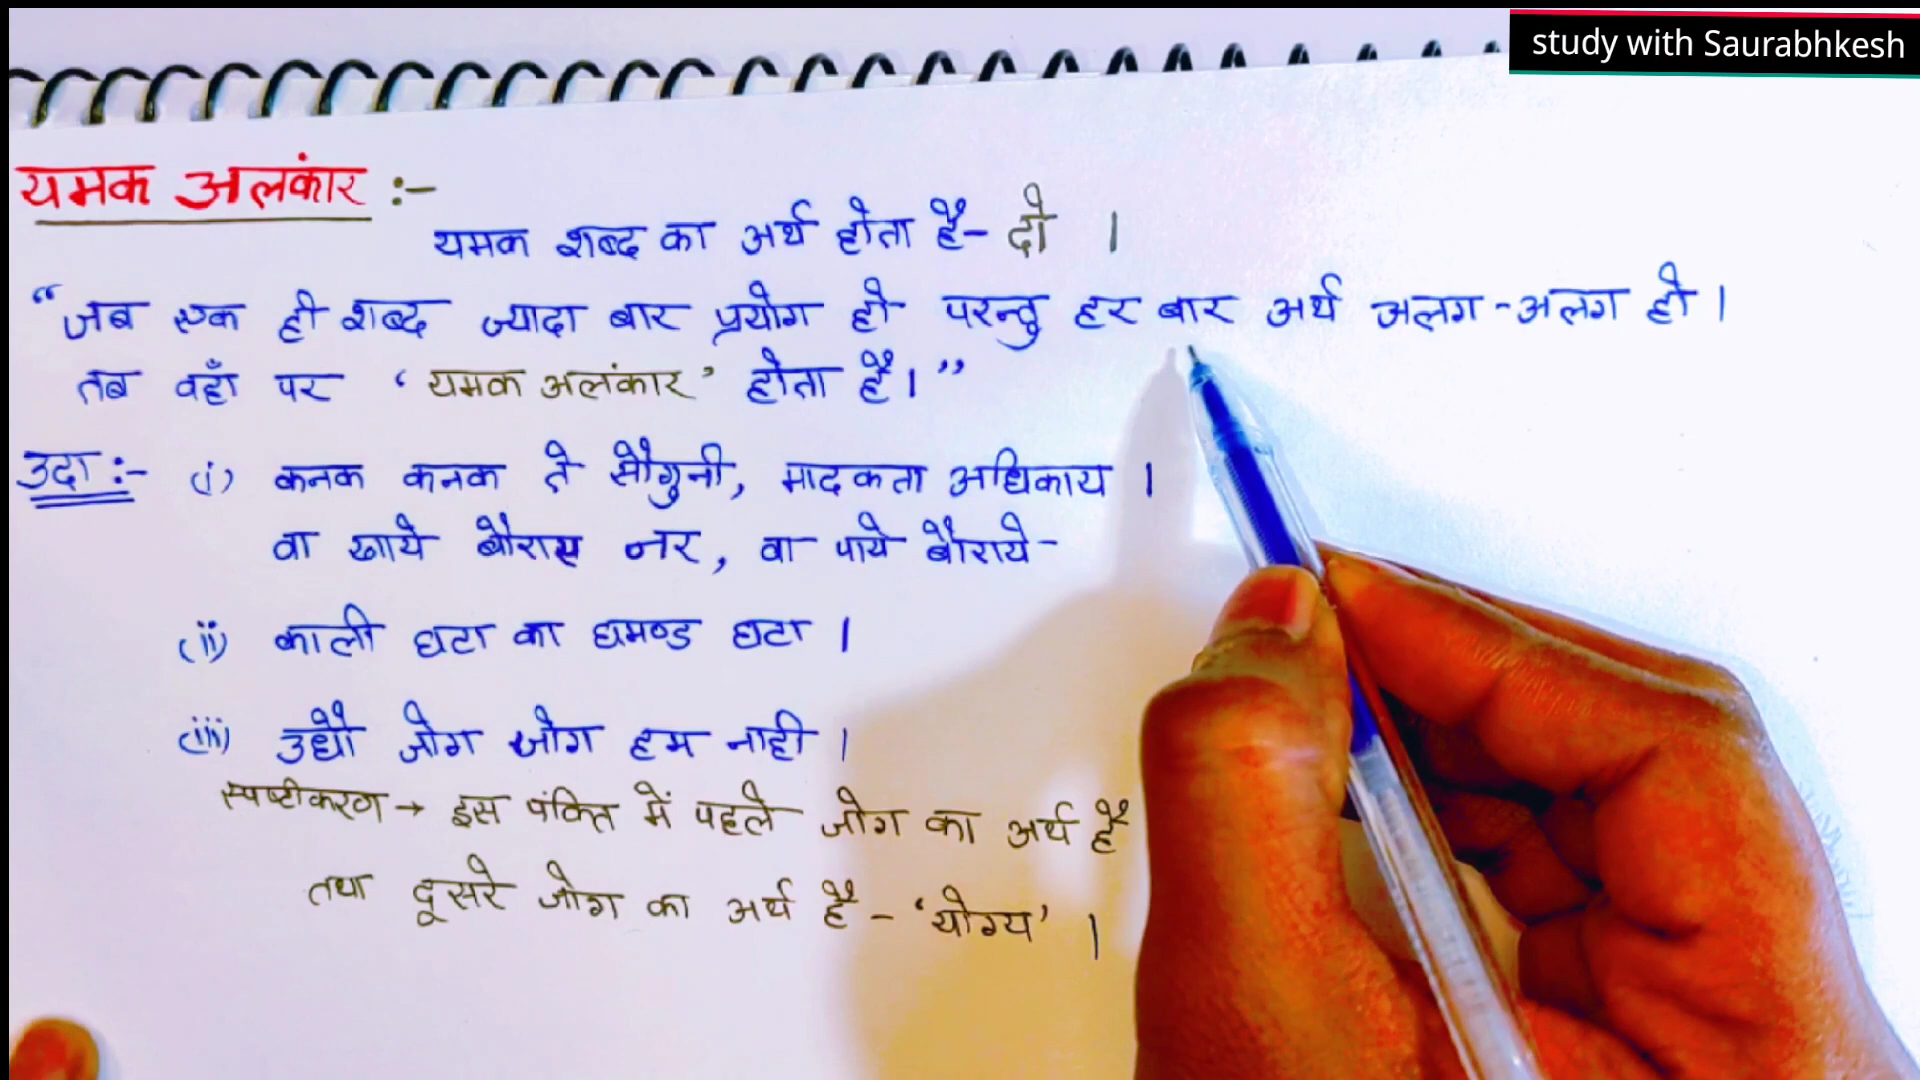 study with Saurabhkesh
यमक अलंकार :-
यमक शब्द का अर्थ होता है- दो ।
“जब एक ही शब्द ज्यादा बार प्रयोग हो परन्तु हर बार अर्थ अलग-अलग हो ।
तब वहाँ पर ‘यमक अलंकार’ होता है।”
उदा :- (i) कनक कनक ते सौगुनी, मादकता अधिकाय ।
वा खाये बौराए नर, वा पाये बौराये-
(ii) काली घटा का घमण्ड घटा ।
(iii) उधौ जोग जोग हम नाही ।
स्पष्टीकरण → इस पंक्ति में पहले जोग का अर्थ है
तथा दूसरे जोग का अर्थ है - ‘योग्य’ ।